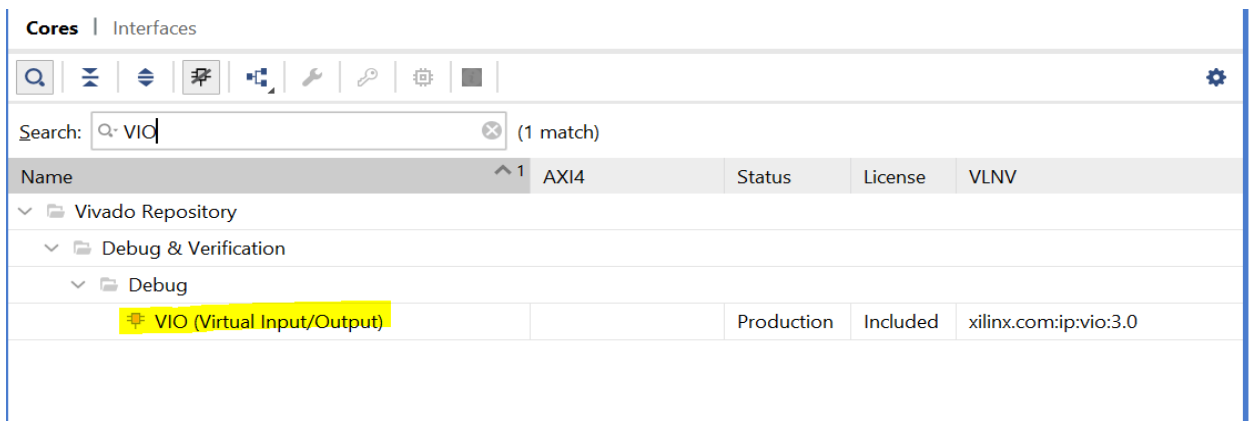 Cores | Interfaces
Search: VIO (1 match)
Name 1 AXI4 Status License VLNV
Vivado Repository
Debug & Verification
Debug
VIO (Virtual Input/Output) Production Included xilinx.com:ip:vio:3.0